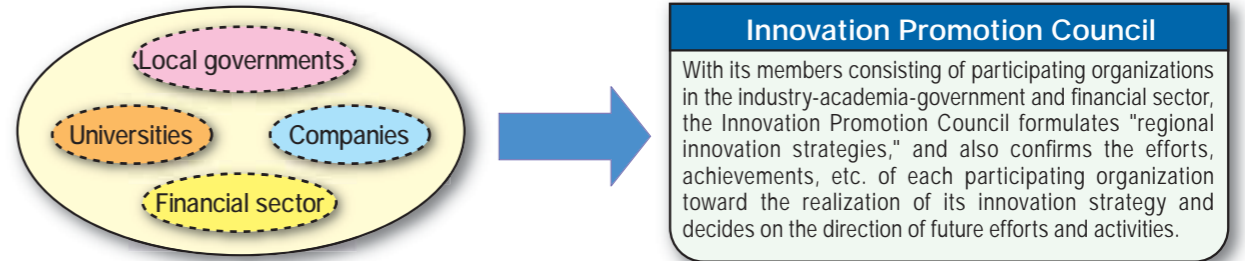 Local governments
Universities
Companies
Financial sector
Innovation Promotion Council
With its members consisting of participating organizations
in the industry-academia-government and financial sector,
the Innovation Promotion Council formulates "regional
innovation strategies," and also confirms the efforts,
achievements, etc. of each participating organization
toward the realization of its innovation strategy and
decides on the direction of future efforts and activities.